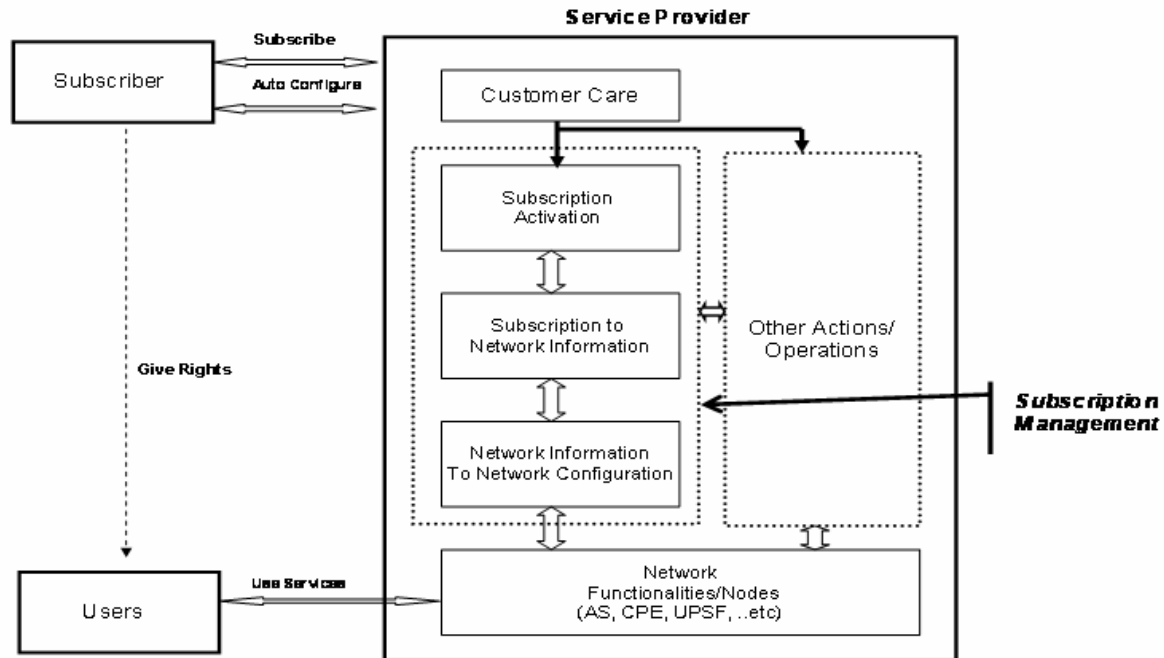 Service Provider
Subscribe
Subscriber
Auto Configure
Customer Care
Subscription
Activation
Subscription to
Network Information
Other Actions/
Operations
Give Rights
Subscription
Management
Network Information
To Network Configuration
Network
Functionalities/Nodes
(AS, CPE, UPSF, ..etc)
Use Services
Users